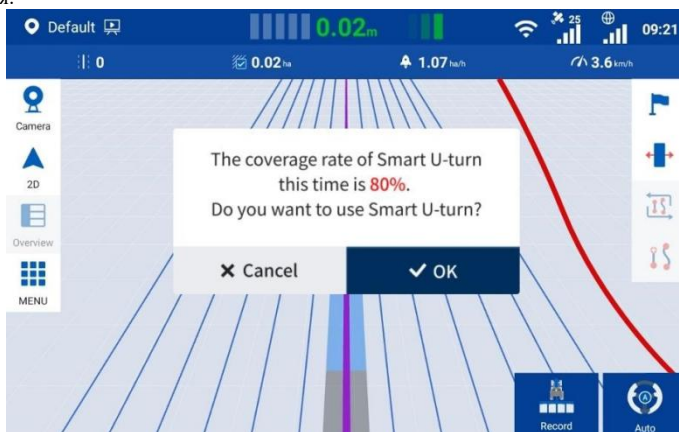 я.
Default
0.02m
25
09:21
0
0.02 ha
1.07 ha/h
3.6 km/h
Camera
2D
Overview
MENU
The coverage rate of Smart U-turn
this time is 80%.
Do you want to use Smart U-turn?
Cancel
OK
Record
Auto